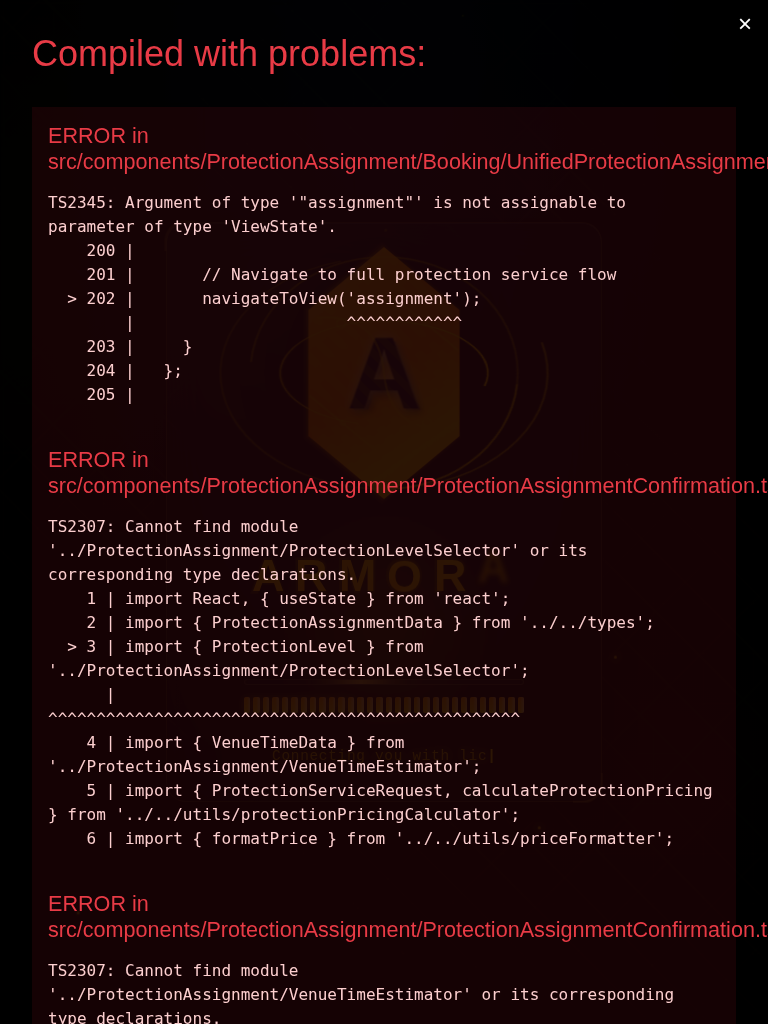 ×
Compiled with problems:
ERROR in
src/components/ProtectionAssignment/Booking/UnifiedProtectionAssignme
TS2345: Argument of type '"assignment"' is not assignable to
parameter of type 'ViewState'.
    200 |
    201 |       // Navigate to full protection service flow
  > 202 |       navigateToView('assignment');
        |                      ^^^^^^^^^^^^
    203 |     }
    204 |   };
    205 |
A
ERROR in
src/components/ProtectionAssignment/ProtectionAssignmentConfirmation.t
TS2307: Cannot find module
'../ProtectionAssignment/ProtectionLevelSelector' or its
corresponding type declarations.
ARMORA
    1 | import React, { useState } from 'react';
    2 | import { ProtectionAssignmentData } from '../../types';
  > 3 | import { ProtectionLevel } from
'../ProtectionAssignment/ProtectionLevelSelector';
      |
^^^^^^^^^^^^^^^^^^^^^^^^^^^^^^^^^^^^^^^^^^^^^^^^^
    4 | import { VenueTimeData } from
Connecting you with lic|
'../ProtectionAssignment/VenueTimeEstimator';
    5 | import { ProtectionServiceRequest, calculateProtectionPricing
} from '../../utils/protectionPricingCalculator';
    6 | import { formatPrice } from '../../utils/priceFormatter';
ERROR in
src/components/ProtectionAssignment/ProtectionAssignmentConfirmation.t
TS2307: Cannot find module
'../ProtectionAssignment/VenueTimeEstimator' or its corresponding
type declarations.